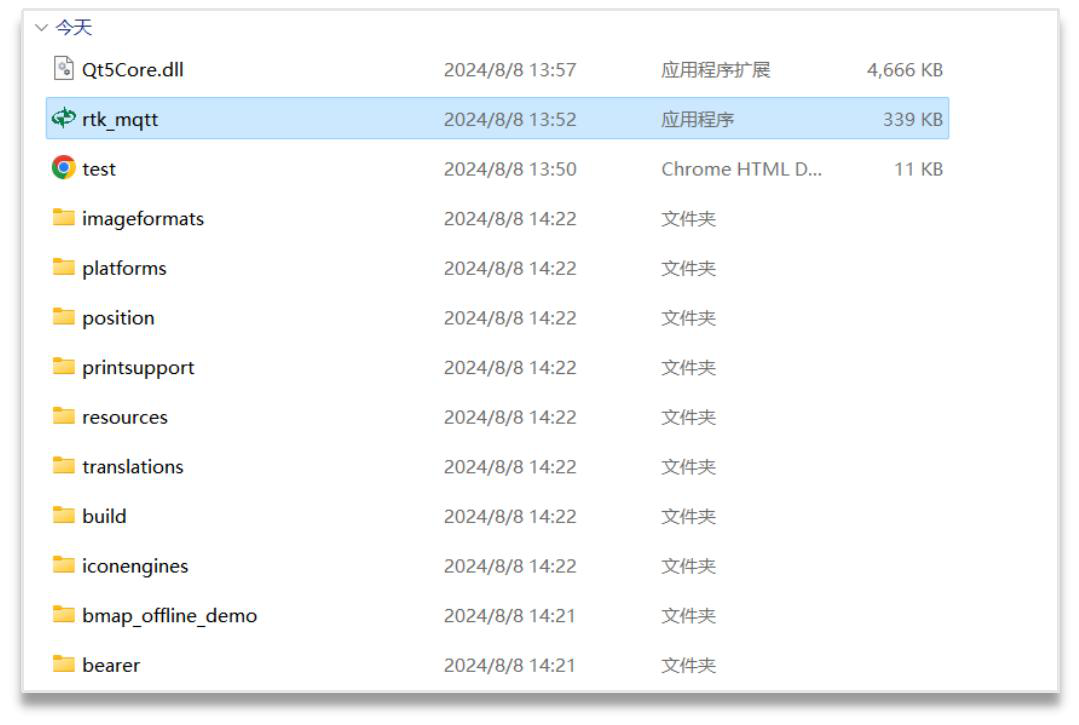 今天
Qt5Core.dll 2024/8/8 13:57 应用程序扩展 4,666 KB
rtk_mqtt 2024/8/8 13:52 应用程序 339 KB
test 2024/8/8 13:50 Chrome HTML D... 11 KB
imageformats 2024/8/8 14:22 文件夹
platforms 2024/8/8 14:22 文件夹
position 2024/8/8 14:22 文件夹
printsupport 2024/8/8 14:22 文件夹
resources 2024/8/8 14:22 文件夹
translations 2024/8/8 14:22 文件夹
build 2024/8/8 14:22 文件夹
iconengines 2024/8/8 14:22 文件夹
bmap_offline_demo 2024/8/8 14:21 文件夹
bearer 2024/8/8 14:21 文件夹